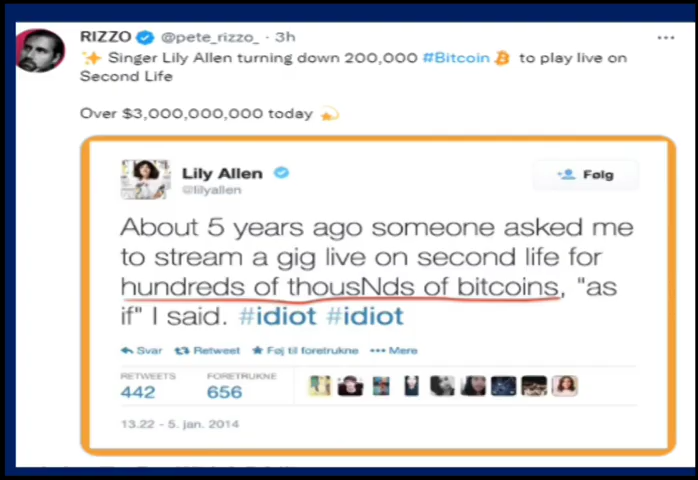 RIZZO @pete_rizzo_ · 3h
Singer Lily Allen turning down 200,000 #Bitcoin to play live on
Second Life
Over $3,000,000,000 today
Lily Allen
@lilyallen
Følg
About 5 years ago someone asked me
to stream a gig live on second life for
hundreds of thousNds of bitcoins, "as
if" I said. #idiot #idiot
Svar Retweet Føj til foretrukne ••• Mere
RETWEETS FORETRUKNE
442 656
13.22 - 5. jan. 2014